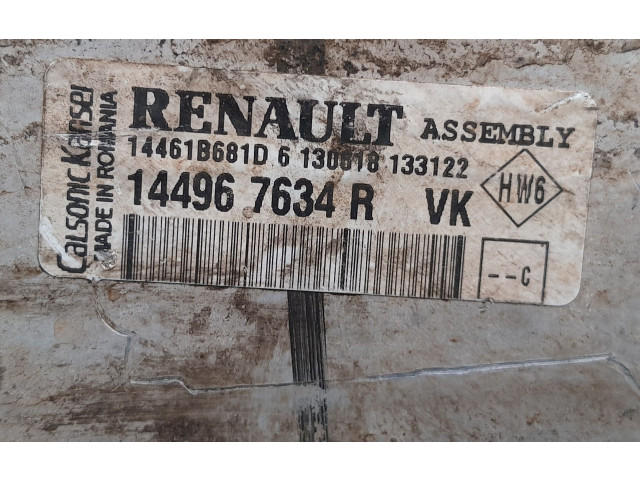 Calsonic Kansei
MADE IN ROMANIA
RENAULT ASSEMBLY
14461B681D 6 130618 133122
14496 7634 R VK
HW6
--C